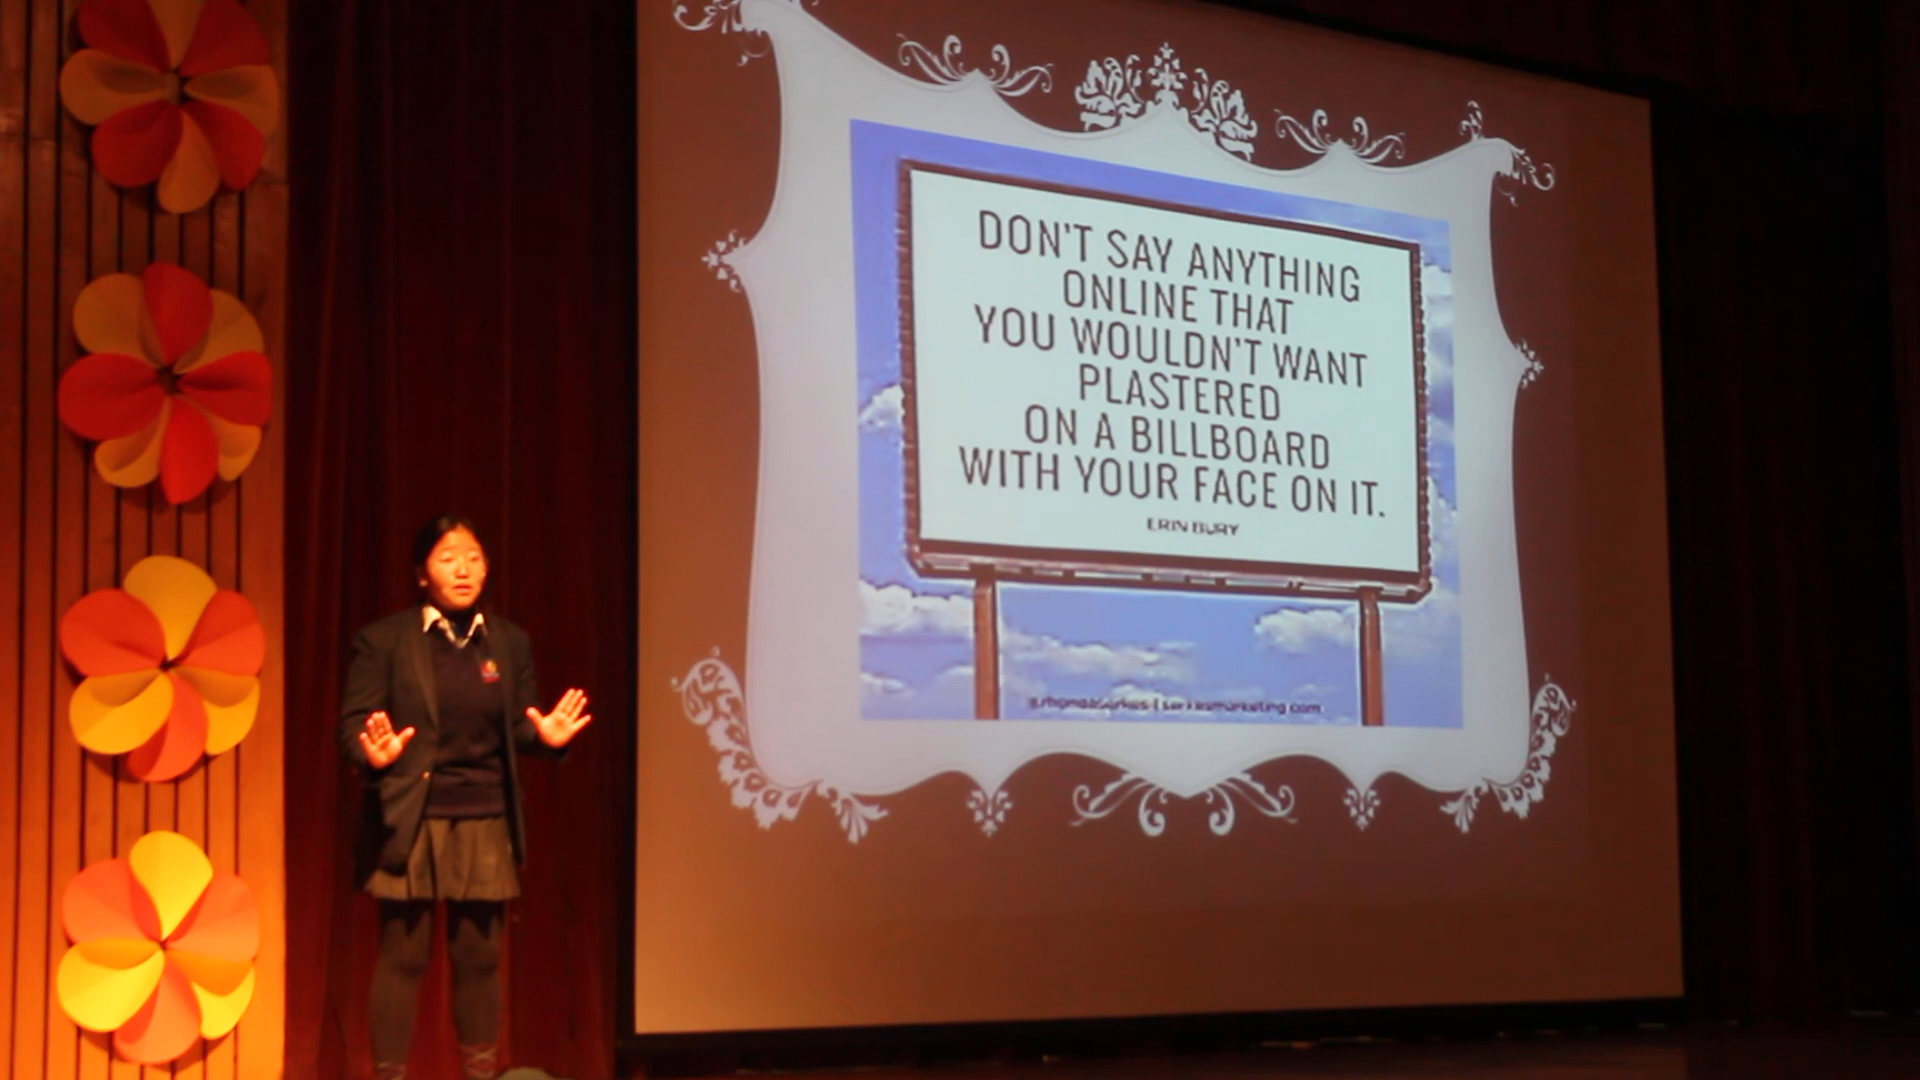 DON'T SAY ANYTHING
ONLINE THAT
YOU WOULDN'T WANT
PLASTERED
ON A BILLBOARD
WITH YOUR FACE ON IT.
ERIN BURY